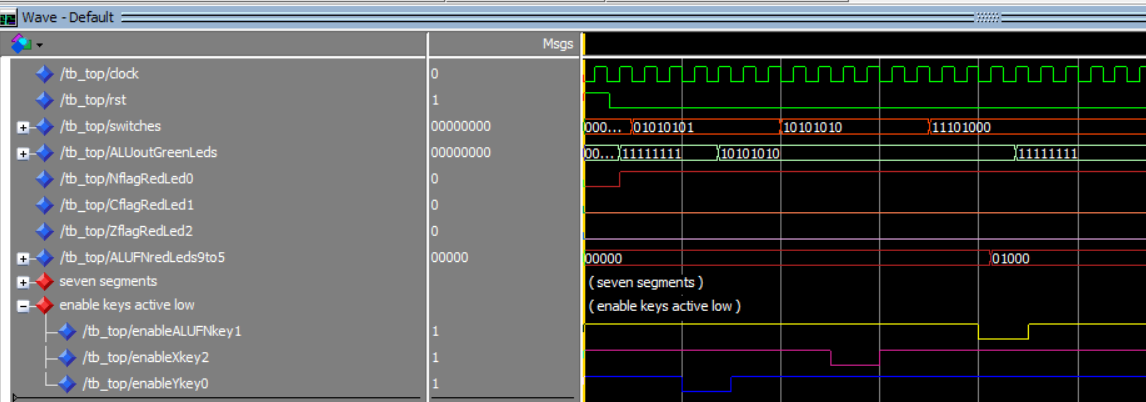 Wave - Default
Msgs
/tb_top/clock 0
/tb_top/rst 1
/tb_top/switches 00000000 000... 01010101 10101010 11101000
/tb_top/ALUoutGreenLeds 00000000 00... 11111111 10101010 11111111
/tb_top/NflagRedLed0 0
/tb_top/CflagRedLed1 0
/tb_top/ZflagRedLed2 0
/tb_top/ALUFNredLeds9to5 00000 00000 01000
seven segments ( seven segments )
enable keys active low ( enable keys active low )
/tb_top/enableALUFNkey1 1
/tb_top/enableXkey2 1
/tb_top/enableYkey0 1